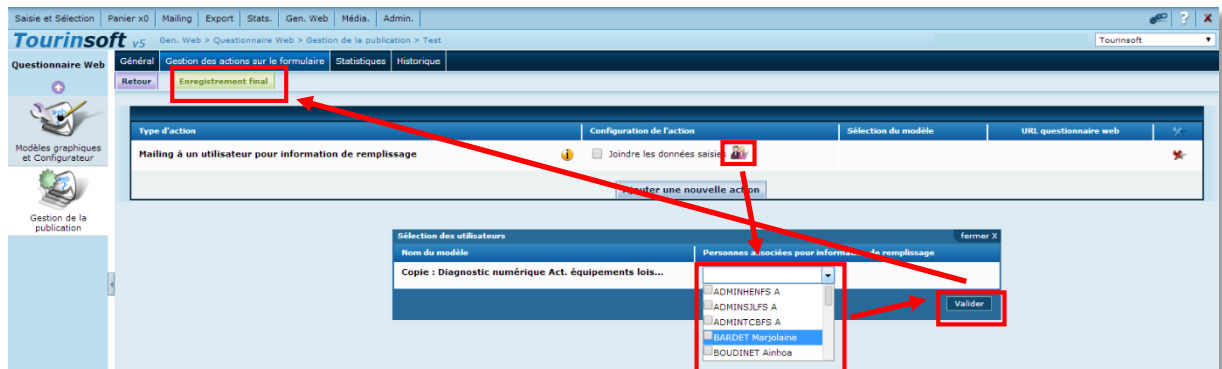 Saisie et Sélection Panier x0 Mailing Export Stats. Gen. Web Média. Admin. ? X
Tourinsoft v5 Gen. Web > Questionnaire Web > Gestion de la publication > Test Tourinsoft
Questionnaire Web Général Gestion des actions sur le formulaire Statistiques Historique
Retour Enregistrement final
Type d'action Configuration de l'action Sélection du modèle URL questionnaire web
Modèles graphiques
et Configurateur
Mailing à un utilisateur pour information de remplissage Joindre les données saisies
Ajouter une nouvelle action
Gestion de la
publication
Sélection des utilisateurs fermer X
Nom du modèle Personnes associées pour information de remplissage
Copie : Diagnostic numérique Act. équipements lois...
ADMINHENFS A
ADMINSJLFS A
ADMINTCBFS A
BARDET Marjolaine
BOUDINET Ainhoa
Valider